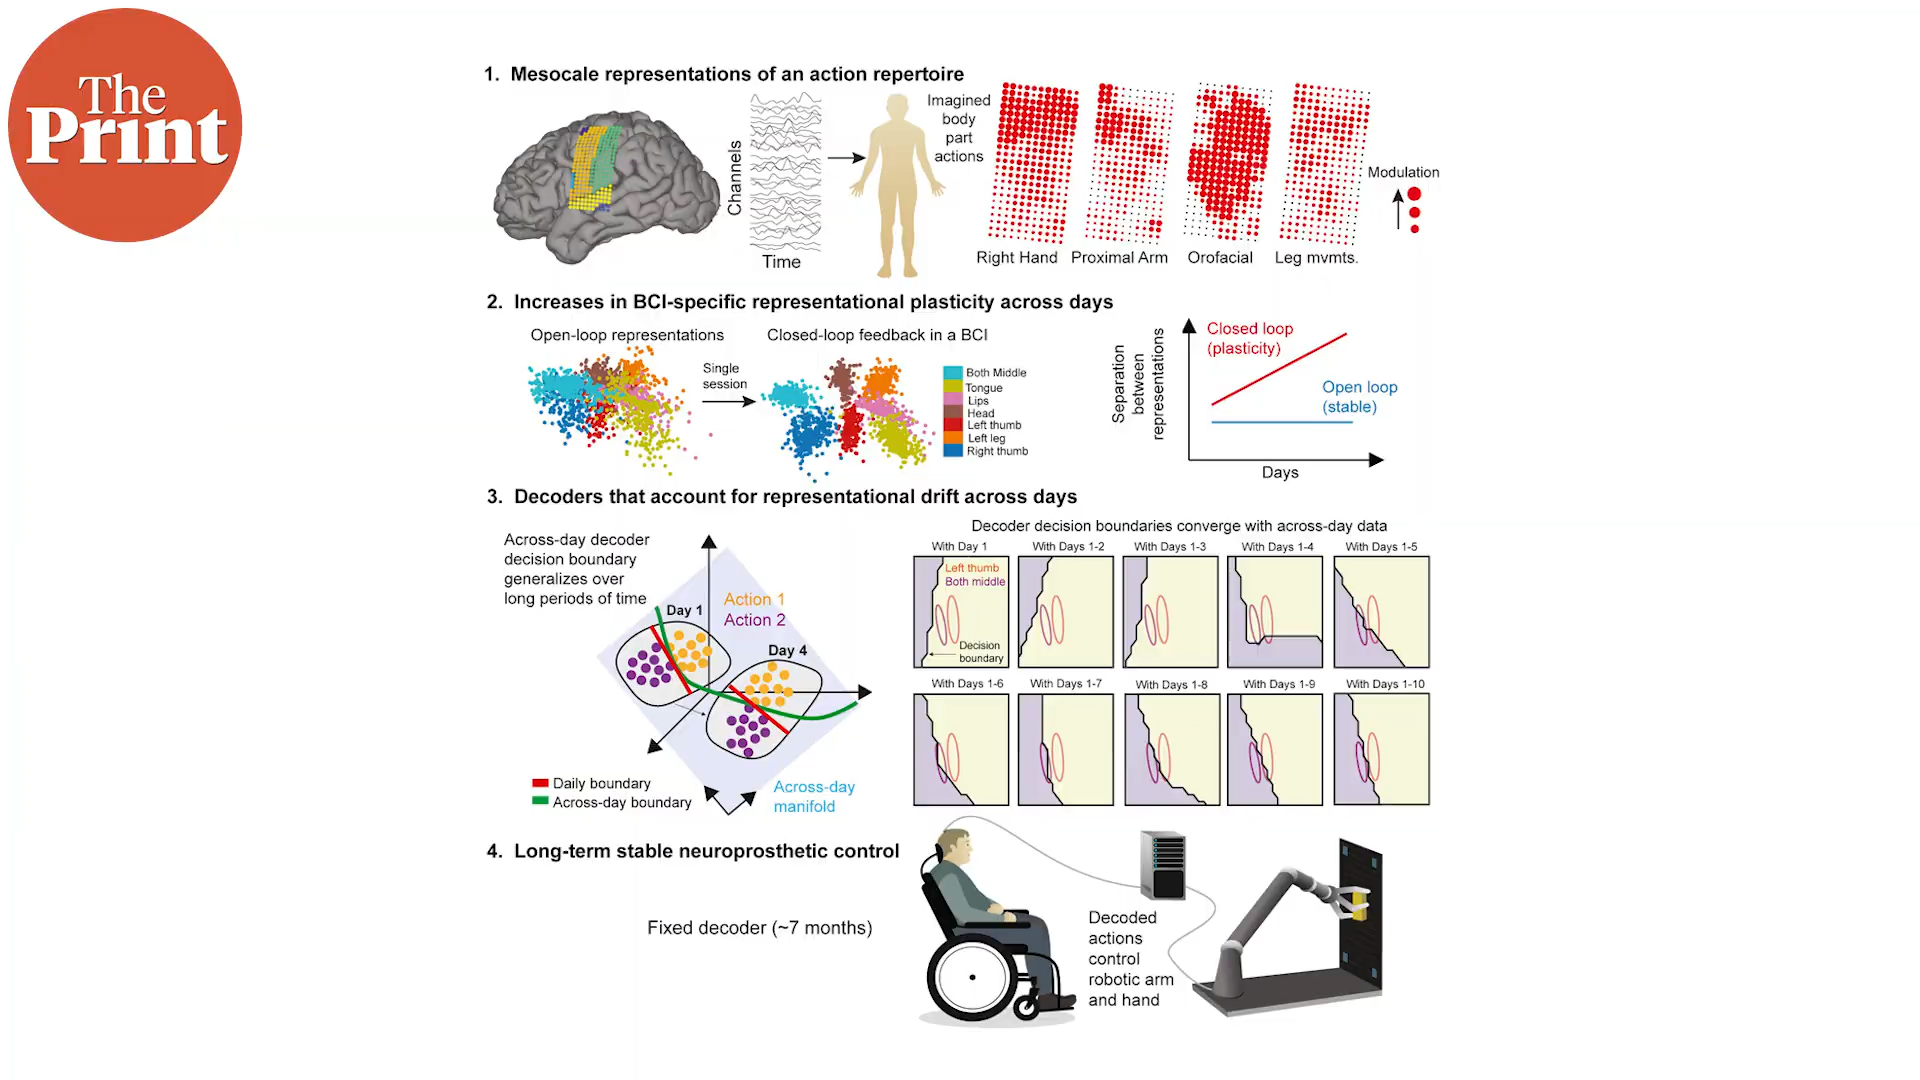 The
Print
1. Mesocale representations of an action repertoire
Channels
Time
Imagined
body
part
actions
Right Hand
Proximal Arm
Orofacial
Leg mvmts.
Modulation
2. Increases in BCI-specific representational plasticity across days
Open-loop representations
Single
session
Closed-loop feedback in a BCI
Both Middle
Tongue
Lips
Head
Left thumb
Left leg
Right thumb
Separation
between
representations
Closed loop
(plasticity)
Open loop
(stable)
Days
3. Decoders that account for representational drift across days
Across-day decoder
decision boundary
generalizes over
long periods of time
Day 1
Action 1
Action 2
Day 4
Daily boundary
Across-day boundary
Across-day
manifold
Decoder decision boundaries converge with across-day data
With Day 1
With Days 1-2
With Days 1-3
With Days 1-4
With Days 1-5
Left thumb
Both middle
Decision
boundary
With Days 1-6
With Days 1-7
With Days 1-8
With Days 1-9
With Days 1-10
4. Long-term stable neuroprosthetic control
Fixed decoder (~7 months)
Decoded
actions
control
robotic arm
and hand